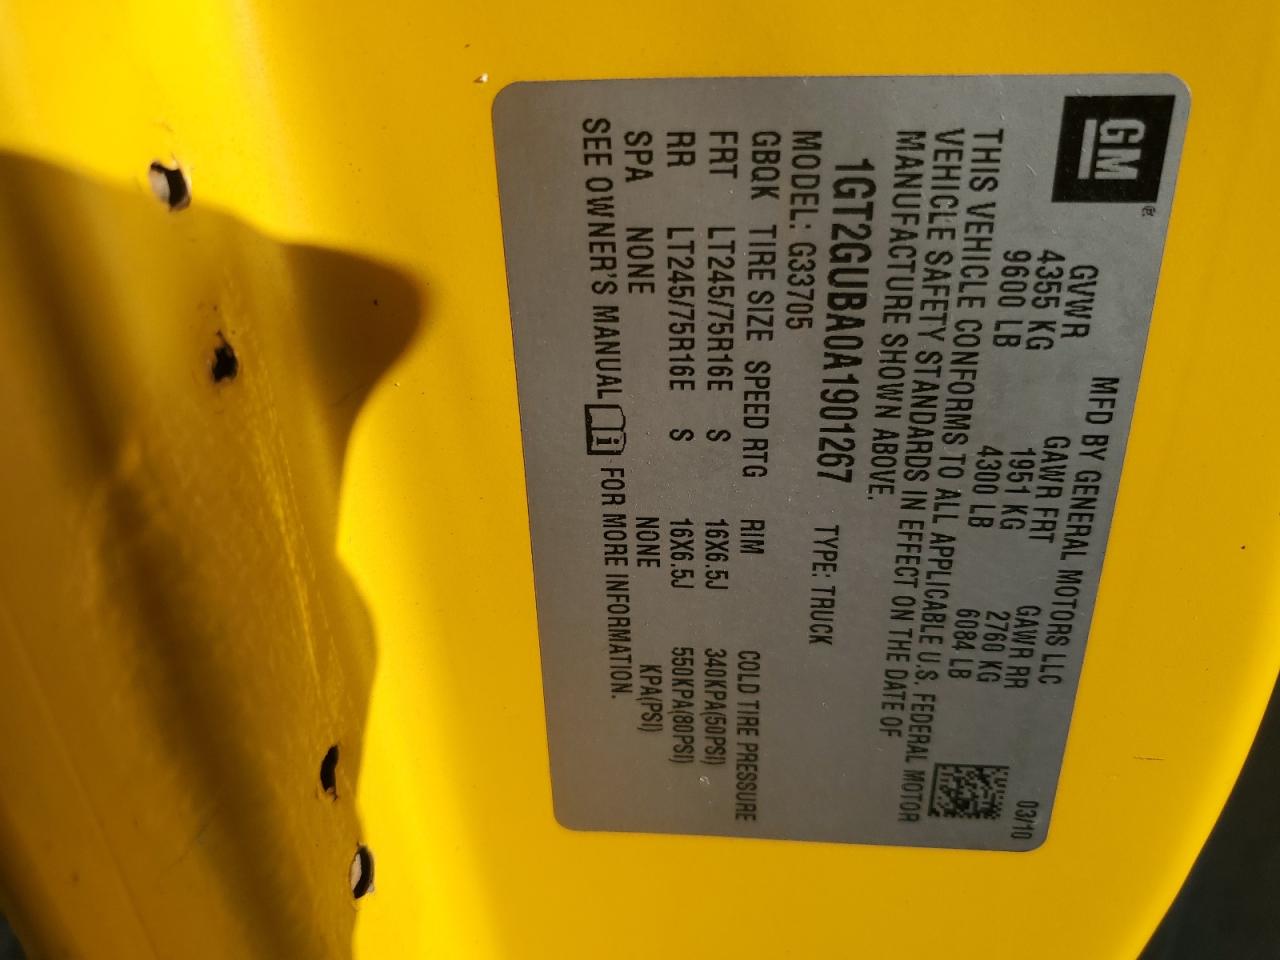 GM®
MFD BY GENERAL MOTORS LLC 03/10
GVWR GAWR FRT GAWR RR
4355 KG 1951 KG 2760 KG
9600 LB 4300 LB 6084 LB
THIS VEHICLE CONFORMS TO ALL APPLICABLE U.S. FEDERAL MOTOR
VEHICLE SAFETY STANDARDS IN EFFECT ON THE DATE OF
MANUFACTURE SHOWN ABOVE.
1GT2GUBA0A1901267 TYPE: TRUCK
MODEL: G33705
GBQK TIRE SIZE SPEED RTG RIM COLD TIRE PRESSURE
FRT LT245/75R16E S 16X6.5J 340KPA(50PSI)
RR LT245/75R16E S 16X6.5J 550KPA(80PSI)
SPA NONE NONE KPA(PSI)
SEE OWNER'S MANUAL i FOR MORE INFORMATION.